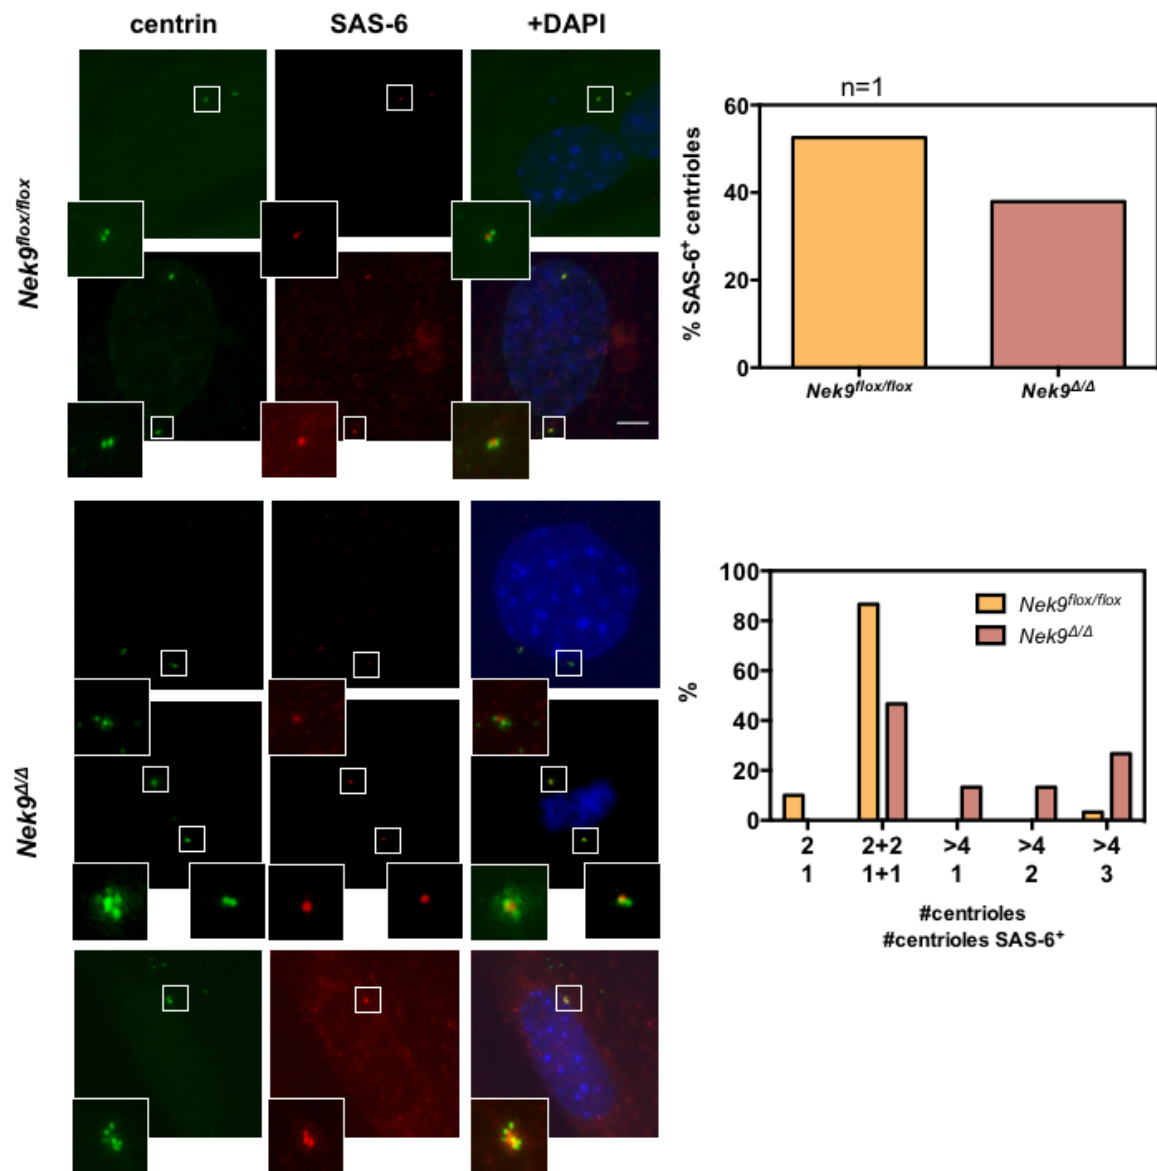 centrin SAS-6 +DAPI
Nek9flox/flox
Nek9Δ/Δ
n=1
% SAS-6+ centrioles
60
40
20
0
Nek9flox/flox Nek9Δ/Δ
%
100
80
60
40
20
0
Nek9flox/flox
Nek9Δ/Δ
2 2+2 >4 >4 >4
1 1+1 1 2 3
#centrioles
#centrioles SAS-6+